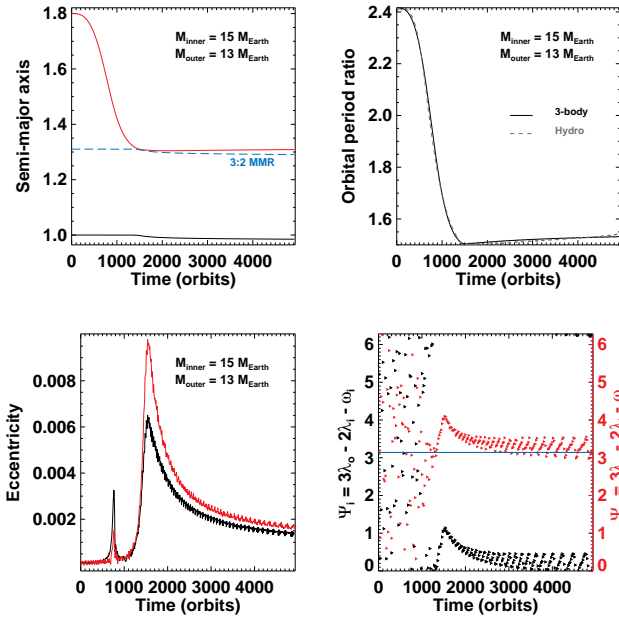 M_inner = 15 M_Earth
M_outer = 13 M_Earth
3:2 MMR
Semi-major axis
1.8
1.6
1.4
1.2
1.0
0 1000 2000 3000 4000
Time (orbits)
M_inner = 15 M_Earth
M_outer = 13 M_Earth
3-body
Hydro
Orbital period ratio
2.4
2.2
2.0
1.8
1.6
0 1000 2000 3000 4000
Time (orbits)
M_inner = 15 M_Earth
M_outer = 13 M_Earth
Eccentricity
0.008
0.006
0.004
0.002
0 1000 2000 3000 4000
Time (orbits)
Ψ_i = 3λ_o - 2λ_i - ω_i
6
5
4
3
2
1
0
0 1000 2000 3000 4000
Time (orbits)
6
5
4
3
2
1
0